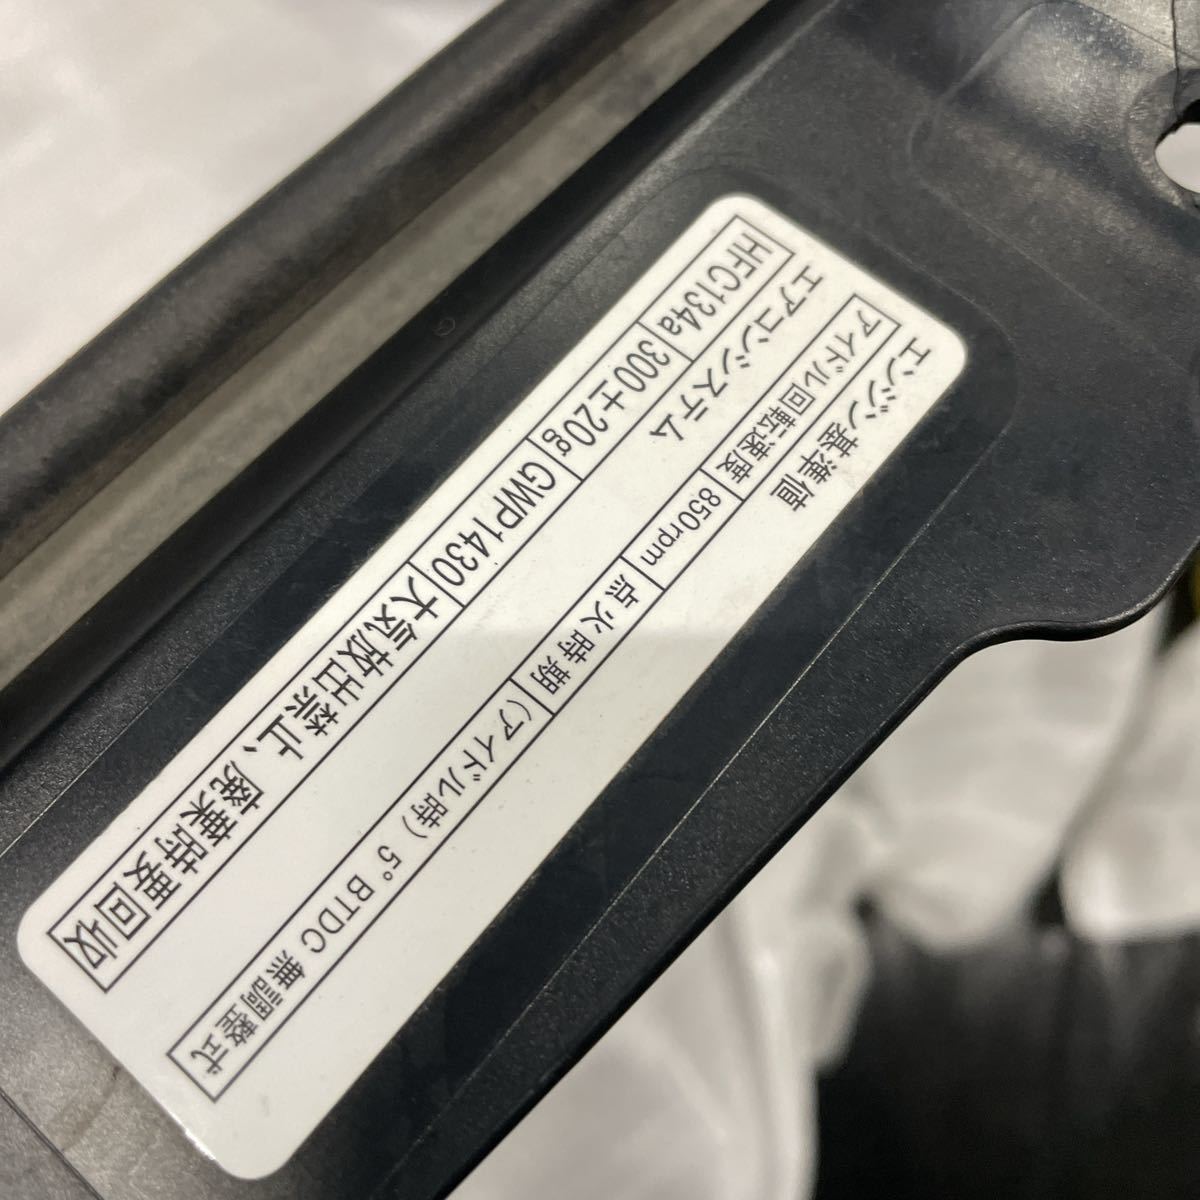 エンジン基準値
アイドル回転速度 850rpm 点火時期 (アイドル時) 5° BTDC 無調整式
エアコンシステム
HFC134a 300±20g GWP1430 大気放出禁止、廃棄時要回収